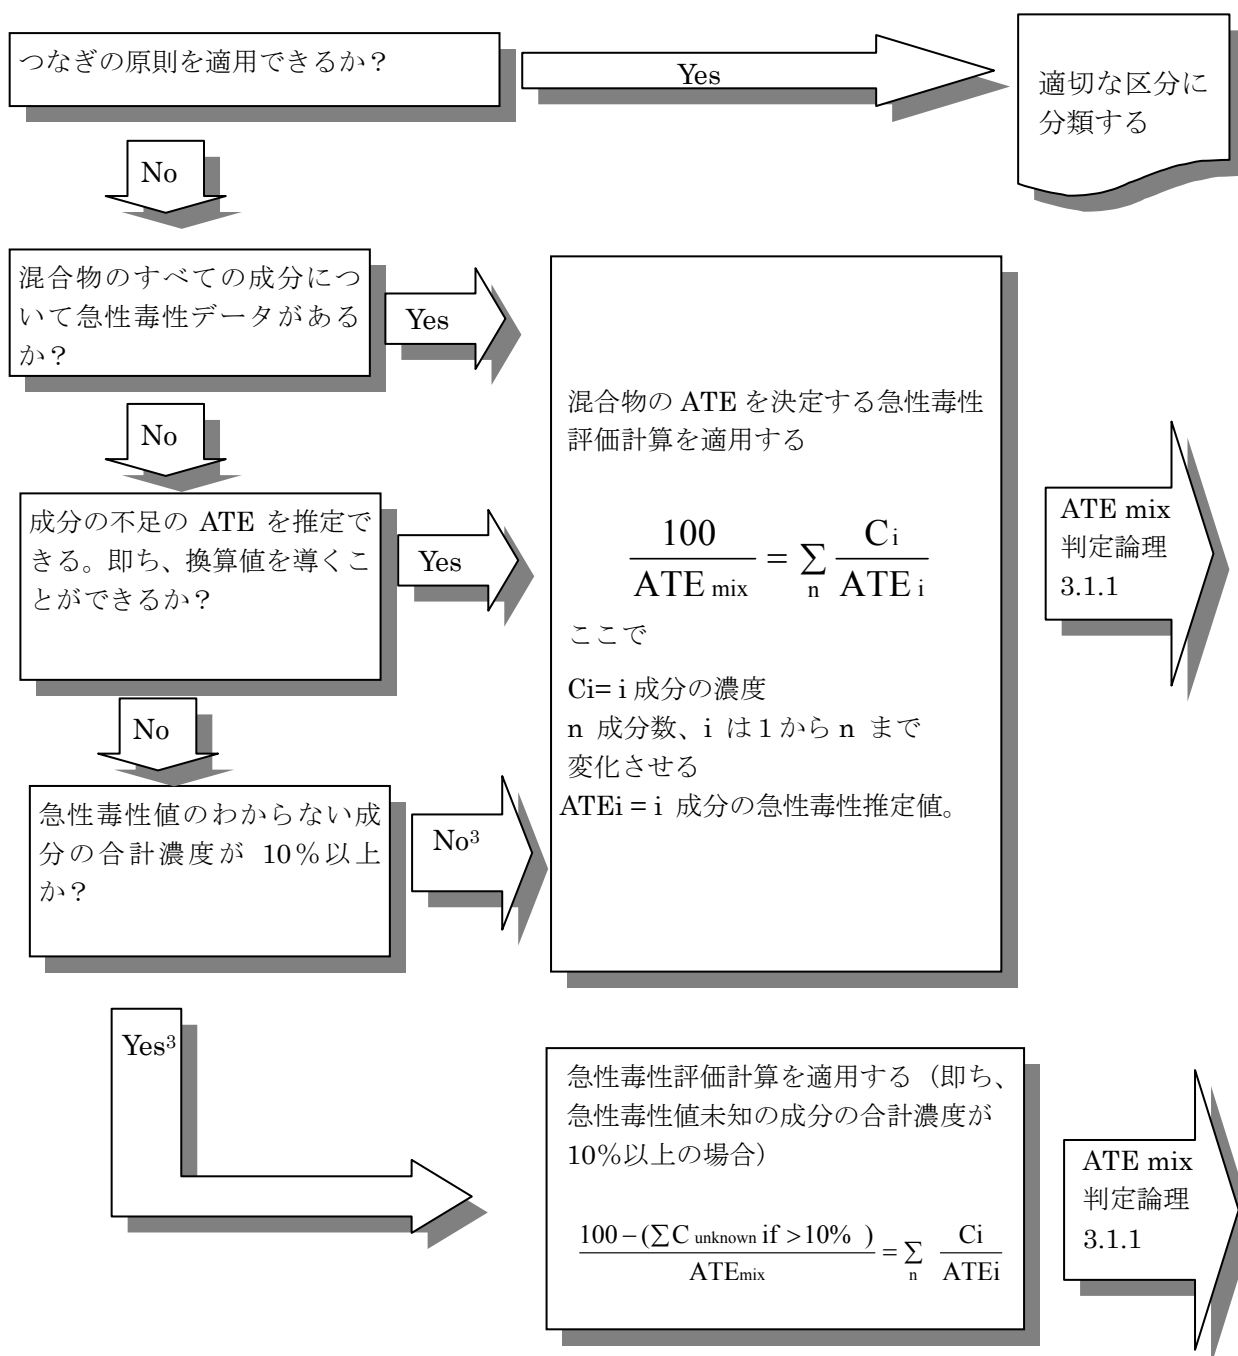 つなぎの原則を適用できるか？
Yes
適切な区分に
分類する
No
混合物のすべての成分につ
いて急性毒性データがある
か？
Yes
No
成分の不足の ATE を推定で
きる。即ち、換算値を導くこ
とができるか？
Yes
No
急性毒性値のわからない成
分の合計濃度が 10％以上
か？
No³
混合物の ATE を決定する急性毒性
評価計算を適用する
100/ATE mix = ∑n Ci/ATE i
ここで
Ci= i 成分の濃度
n 成分数、i は１から n まで
変化させる
ATEi = i 成分の急性毒性推定値。
ATE mix
判定論理
3.1.1
Yes³
急性毒性評価計算を適用する（即ち、
急性毒性値未知の成分の合計濃度が
10％以上の場合）
100−(∑C unknown if >10% )/ATEmix = ∑n Ci/ATEi
ATE mix
判定論理
3.1.1